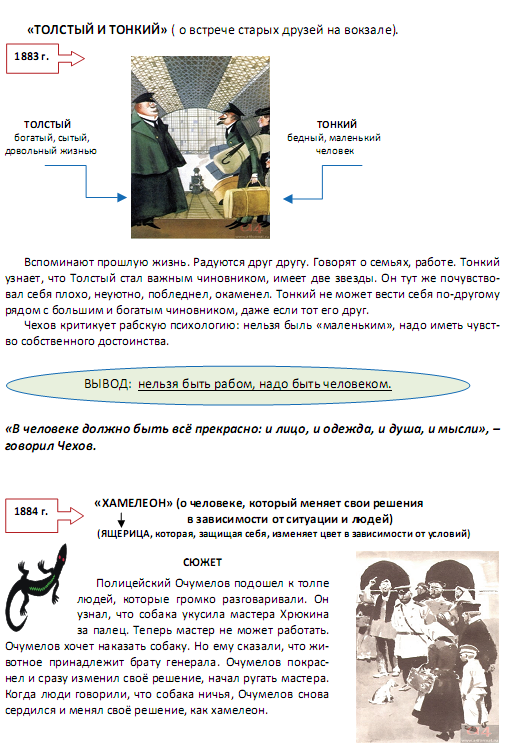 «ТОЛСТЫЙ И ТОНКИЙ» ( о встрече старых друзей на вокзале).
1883 г.
ТОЛСТЫЙ
богатый, сытый,
довольный жизнью
ТОНКИЙ
бедный, маленький
человек
Вспоминают прошлую жизнь. Радуются друг другу. Говорят о семьях, работе. Тонкий
узнает, что Толстый стал важным чиновником, имеет две звезды. Он тут же почувство-
вал себя плохо, неуютно, побледнел, окаменел. Тонкий не может вести себя по-другому
рядом с большим и богатым чиновником, даже если тот его друг.
Чехов критикует рабскую психологию: нельзя быль «маленьким», надо иметь чувст-
во собственного достоинства.
ВЫВОД: нельзя быть рабом, надо быть человеком.
«В человеке должно быть всё прекрасно: и лицо, и одежда, и душа, и мысли», –
говорил Чехов.
1884 г.
«ХАМЕЛЕОН» (о человеке, который меняет свои решения
в зависимости от ситуации и людей)
(ЯЩЕРИЦА, которая, защищая себя, изменяет цвет в зависимости от условий)
СЮЖЕТ
Полицейский Очумелов подошел к толпе
людей, которые громко разговаривали. Он
узнал, что собака укусила мастера Хрюкина
за палец. Теперь мастер не может работать.
Очумелов хочет наказать собаку. Но ему сказали, что жи-
вотное принадлежит брату генерала. Очумелов покрас-
нел и сразу изменил своё решение, начал ругать мастера.
Когда люди говорили, что собака ничья, Очумелов снова
сердился и менял своё решение, как хамелеон.